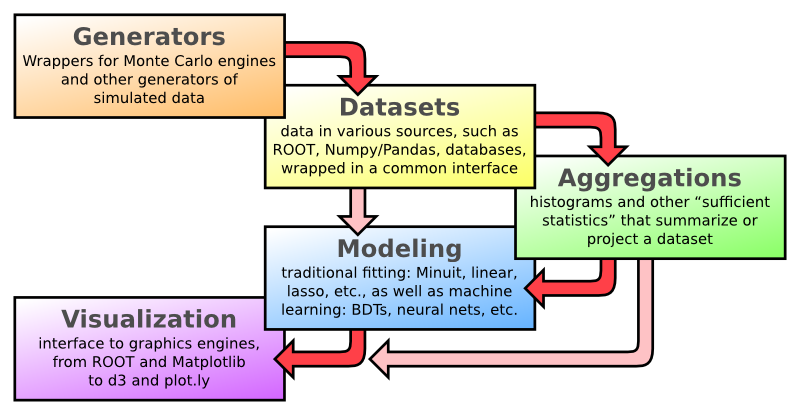 Generators
Wrappers for Monte Carlo engines
and other generators of
simulated data
Datasets
data in various sources, such as
ROOT, Numpy/Pandas, databases,
wrapped in a common interface
Aggregations
histograms and other “sufficient
statistics” that summarize or
project a dataset
Modeling
traditional fitting: Minuit, linear,
lasso, etc., as well as machine
learning: BDTs, neural nets, etc.
Visualization
interface to graphics engines,
from ROOT and Matplotlib
to d3 and plot.ly